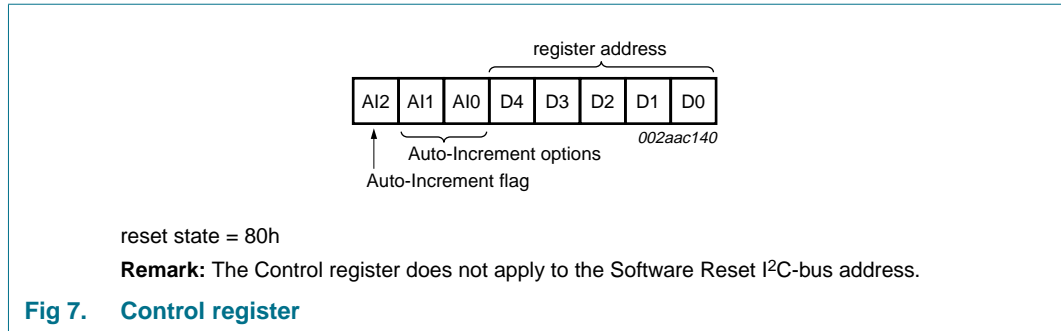 register address
AI2 AI1 AI0 D4 D3 D2 D1 D0
002aac140
Auto-Increment options
Auto-Increment flag
reset state = 80h
Remark: The Control register does not apply to the Software Reset I²C-bus address.
Fig 7. Control register